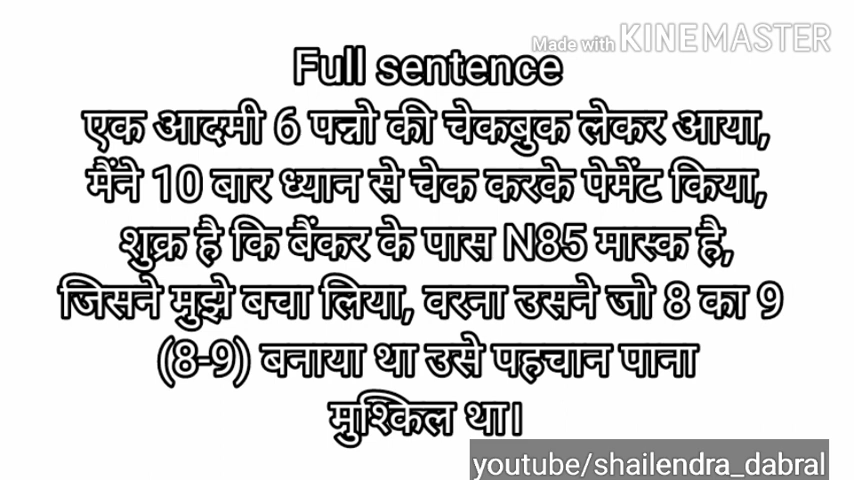 Made with KINEMASTER
Full sentence
एक आदमी 6 पन्नो की चेकबुक लेकर आया,
मैंने 10 बार ध्यान से चेक करके पेमेंट किया,
शुक्र है कि बैंकर के पास N85 मास्क है,
जिसने मुझे बचा लिया, वरना उसने जो 8 का 9
(8-9) बनाया था उसे पहचान पाना
मुश्किल था।
youtube/shailendra_dabral